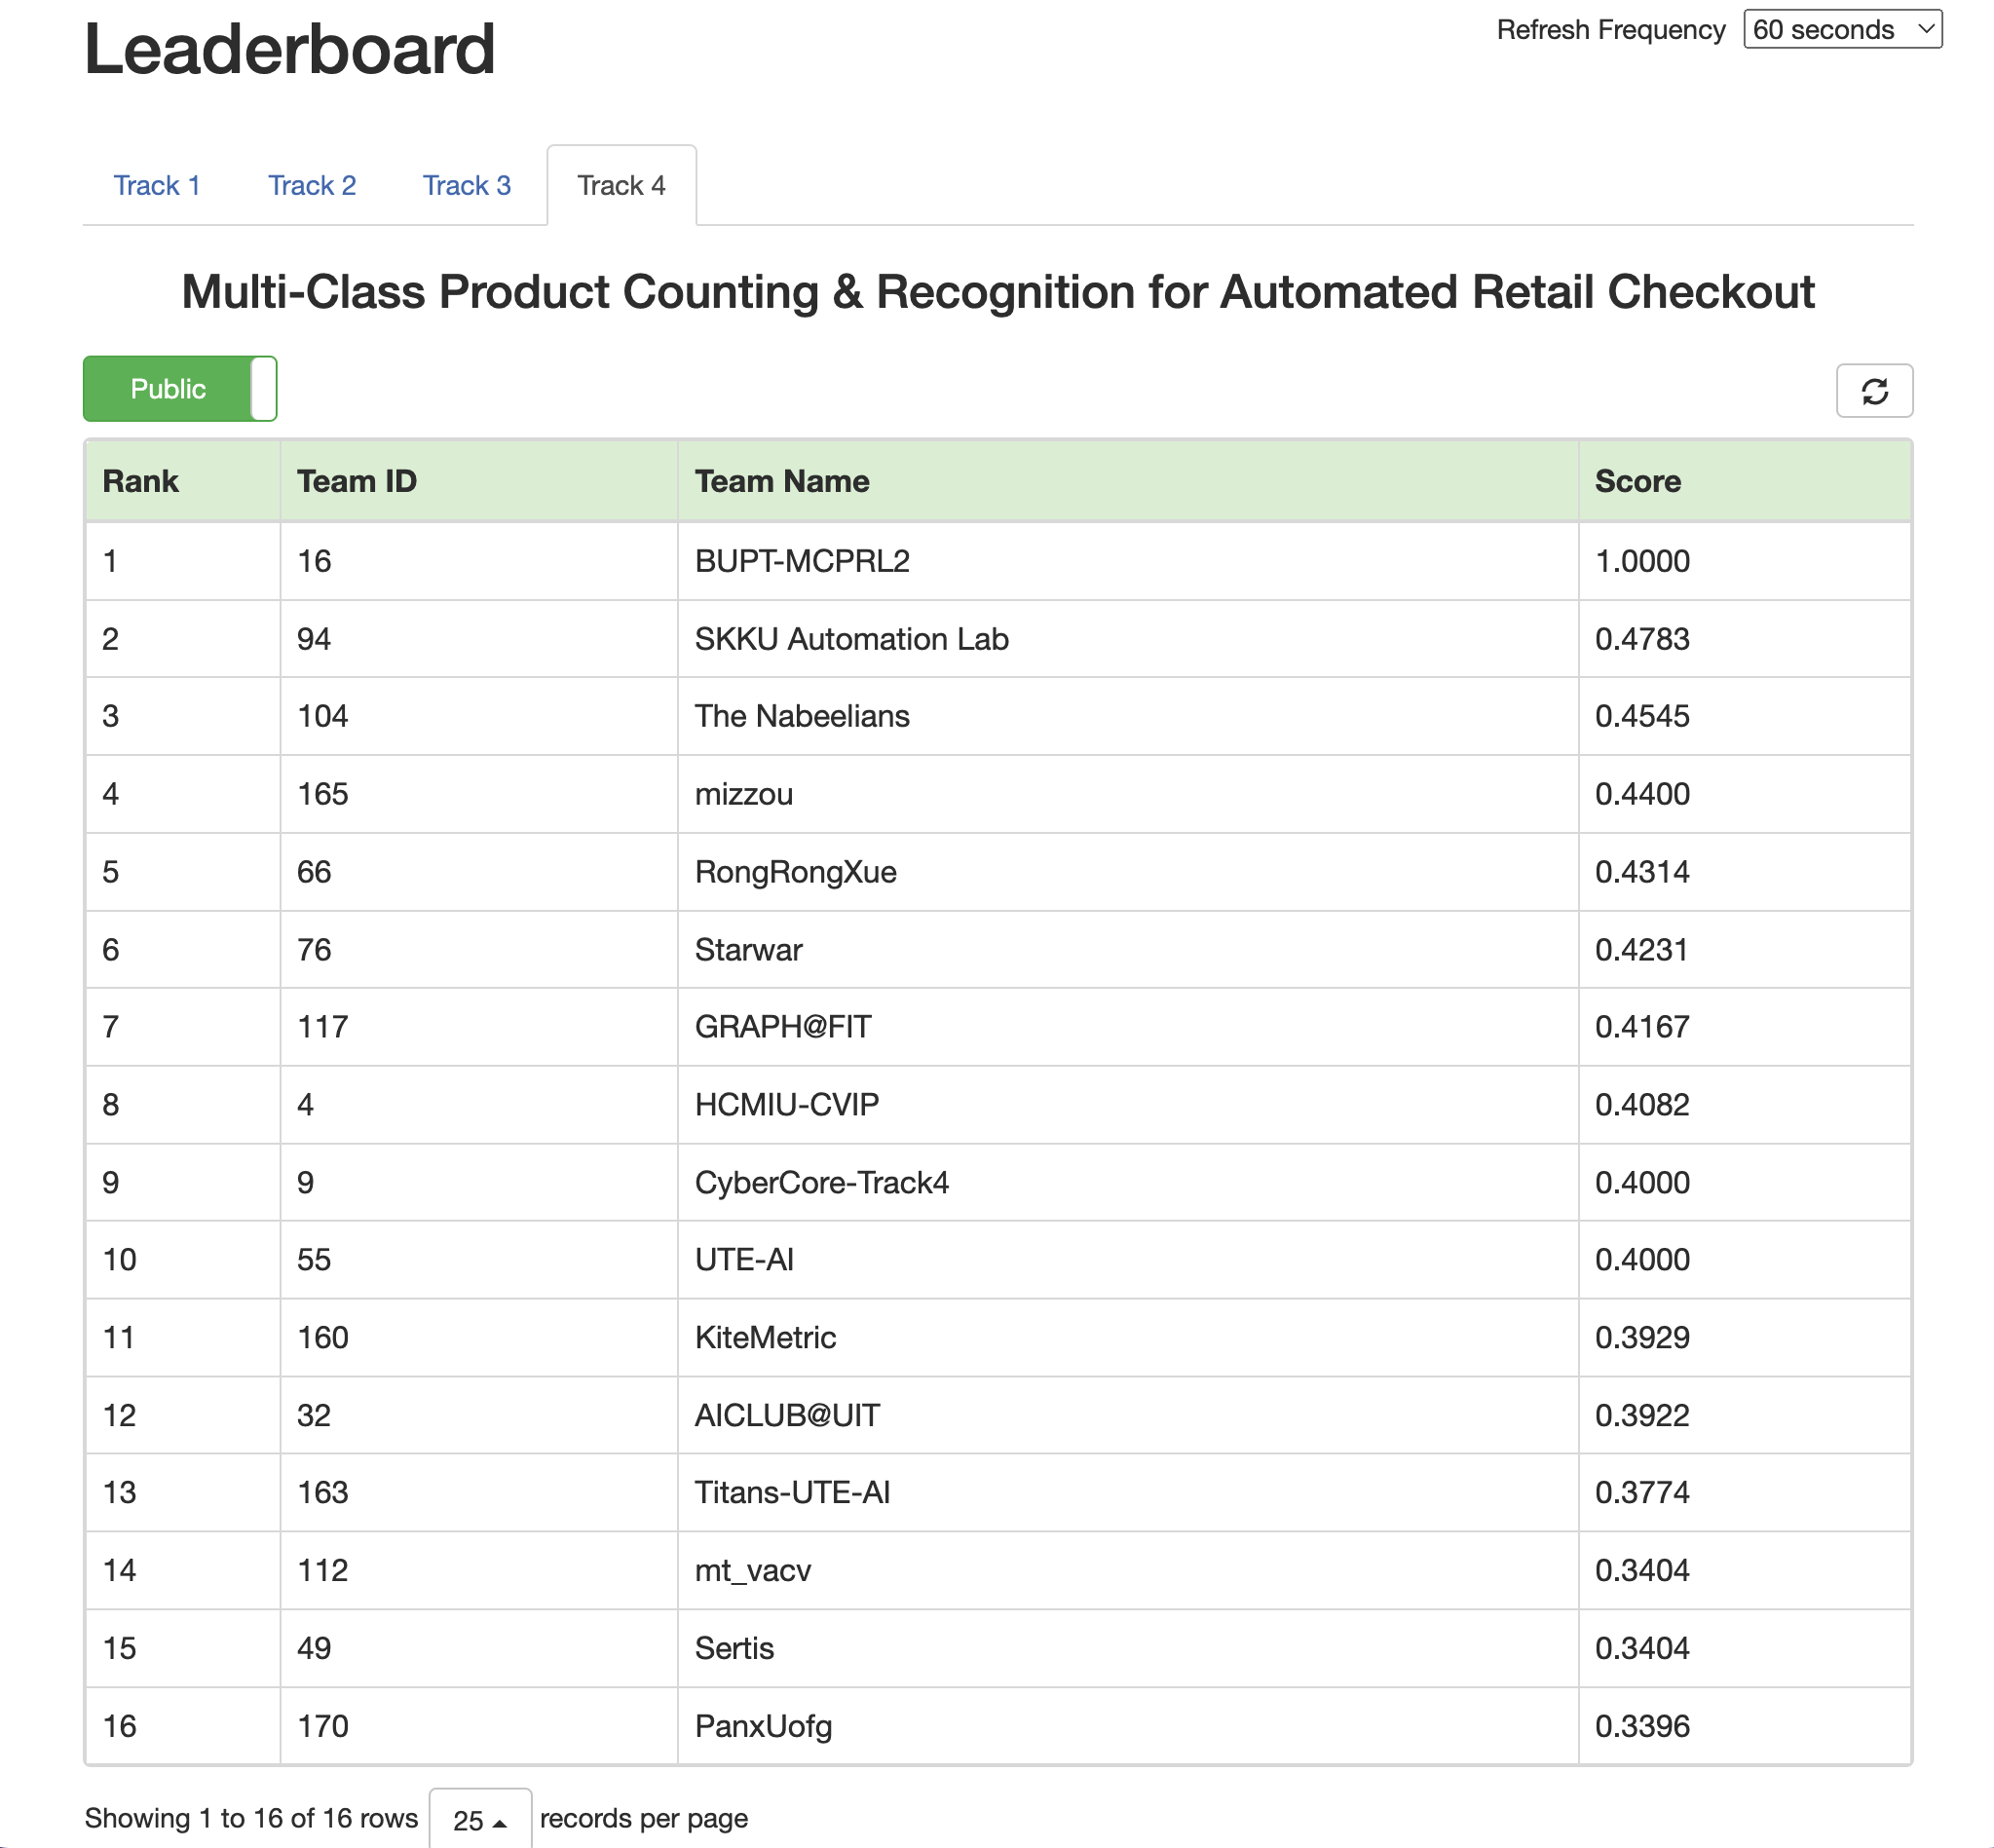 Leaderboard
Refresh Frequency 60 seconds
Track 1 Track 2 Track 3 Track 4
Multi-Class Product Counting & Recognition for Automated Retail Checkout
Public
Rank Team ID Team Name Score
1 16 BUPT-MCPRL2 1.0000
2 94 SKKU Automation Lab 0.4783
3 104 The Nabeelians 0.4545
4 165 mizzou 0.4400
5 66 RongRongXue 0.4314
6 76 Starwar 0.4231
7 117 GRAPH@FIT 0.4167
8 4 HCMIU-CVIP 0.4082
9 9 CyberCore-Track4 0.4000
10 55 UTE-AI 0.4000
11 160 KiteMetric 0.3929
12 32 AICLUB@UIT 0.3922
13 163 Titans-UTE-AI 0.3774
14 112 mt_vacv 0.3404
15 49 Sertis 0.3404
16 170 PanxUofg 0.3396
Showing 1 to 16 of 16 rows 25 records per page